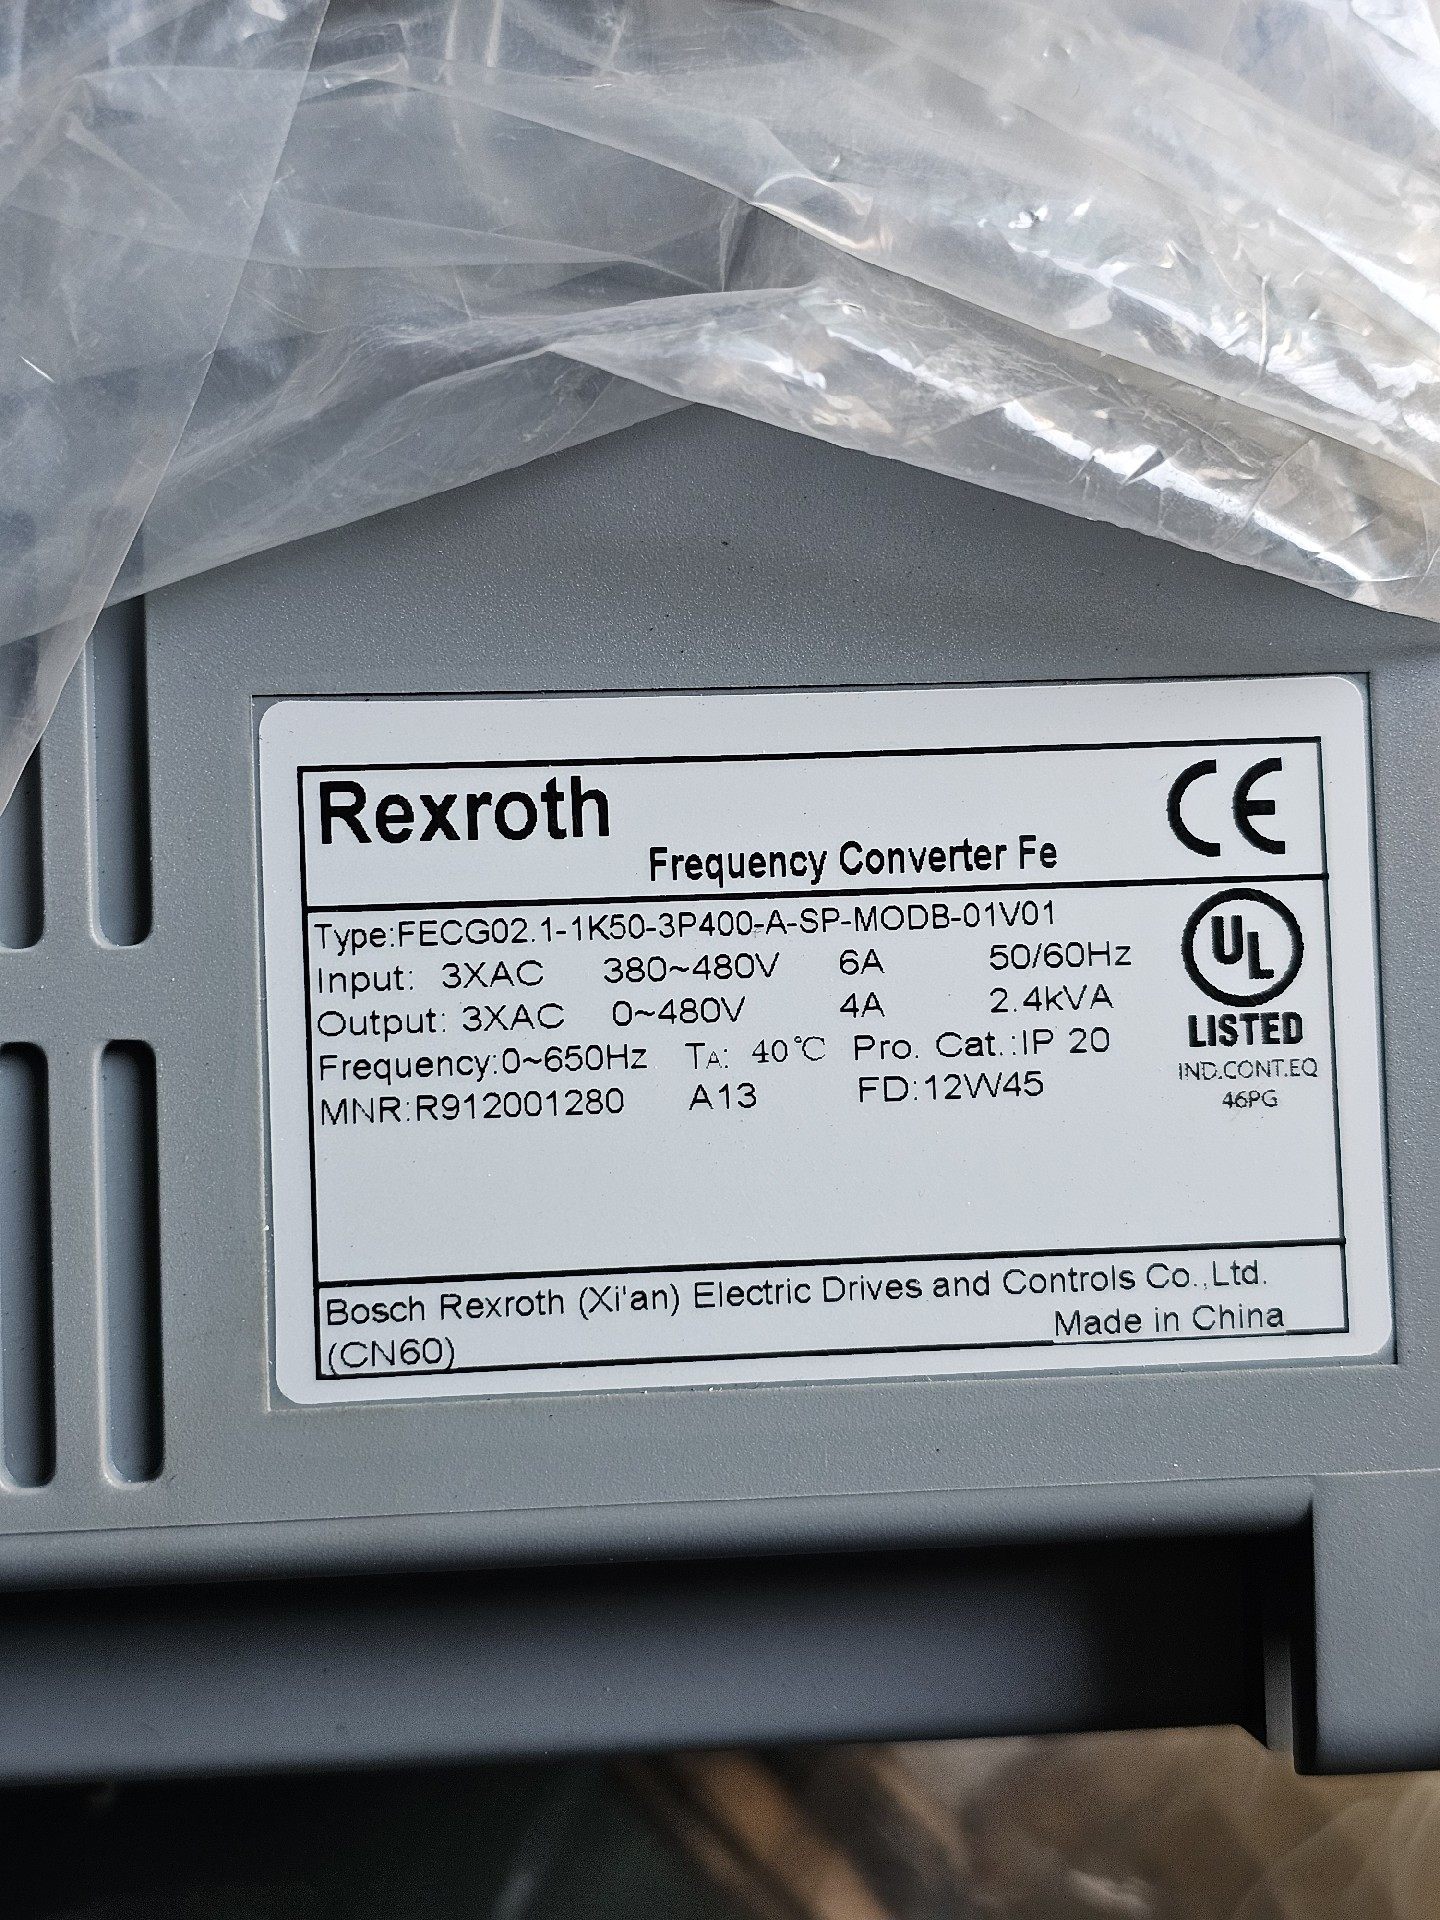 Rexroth
CE
Frequency Converter Fe
Type:FECG02.1-1K50-3P400-A-SP-MODB-01V01
Input: 3XAC 380~480V 6A 50/60Hz
Output: 3XAC 0~480V 4A 2.4kVA
Frequency:0~650Hz TA: 40℃ Pro. Cat.:IP 20
MNR:R912001280 A13 FD:12W45
UL
LISTED
IND.CONT.EQ
46PG
Bosch Rexroth (Xi'an) Electric Drives and Controls Co.,Ltd.
(CN60) Made in China